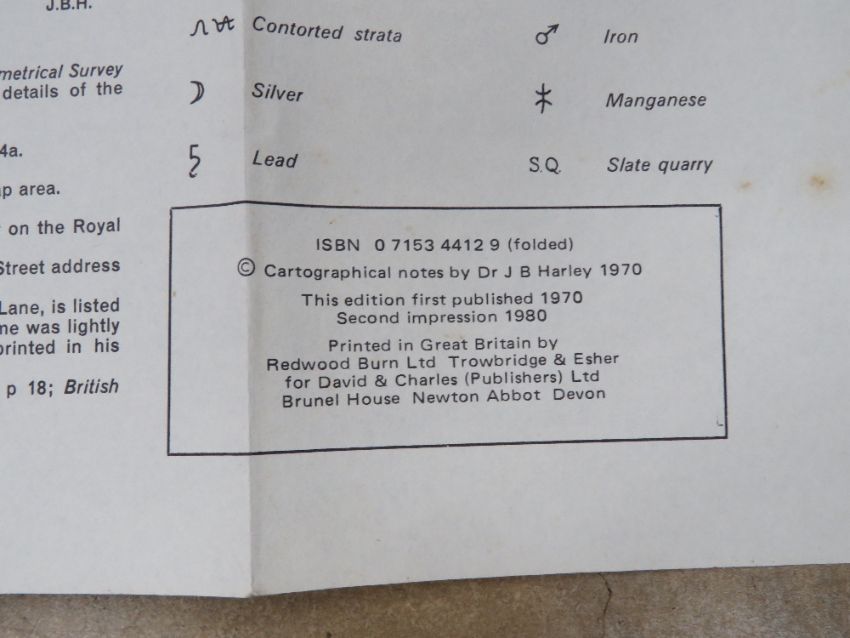 J.B.H.
metrical Survey
details of the
4a.
ap area.
on the Royal
Street address
Lane, is listed
me was lightly
printed in his
p 18; British
Contorted strata
Silver
Lead
♂ Iron
Manganese
S.Q. Slate quarry
ISBN 0 7153 4412 9 (folded)
© Cartographical notes by Dr J B Harley 1970
This edition first published 1970
Second impression 1980
Printed in Great Britain by
Redwood Burn Ltd Trowbridge & Esher
for David & Charles (Publishers) Ltd
Brunel House Newton Abbot Devon